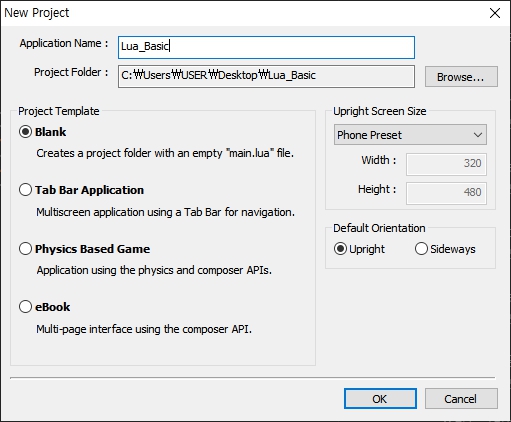 New Project
Application Name :
Lua_Basic
Project Folder :
C:₩Users₩USER₩Desktop₩Lua_Basic
Browse...
Project Template
Blank
Creates a project folder with an empty "main.lua" file.
Tab Bar Application
Multiscreen application using a Tab Bar for navigation.
Physics Based Game
Application using the physics and composer APIs.
eBook
Multi-page interface using the composer API.
Upright Screen Size
Phone Preset
Width :
320
Height :
480
Default Orientation
Upright
Sideways
OK
Cancel